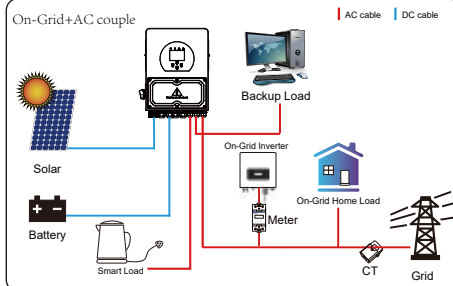 On-Grid+AC couple
AC cable
DC cable
Backup Load
On-Grid Inverter
Solar
Meter
On-Grid Home Load
Battery
Smart Load
CT
Grid